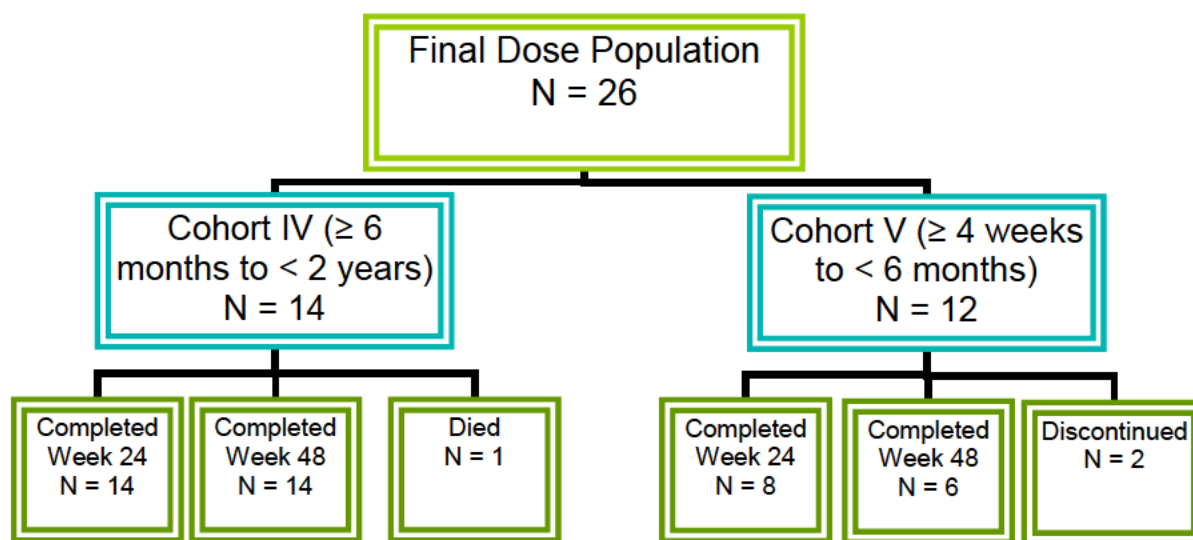 Final Dose Population
N = 26
Cohort IV (≥ 6
months to < 2 years)
N = 14
Cohort V (≥ 4 weeks
to < 6 months)
N = 12
Completed
Week 24
N = 14
Completed
Week 48
N = 14
Died
N = 1
Completed
Week 24
N = 8
Completed
Week 48
N = 6
Discontinued
N = 2